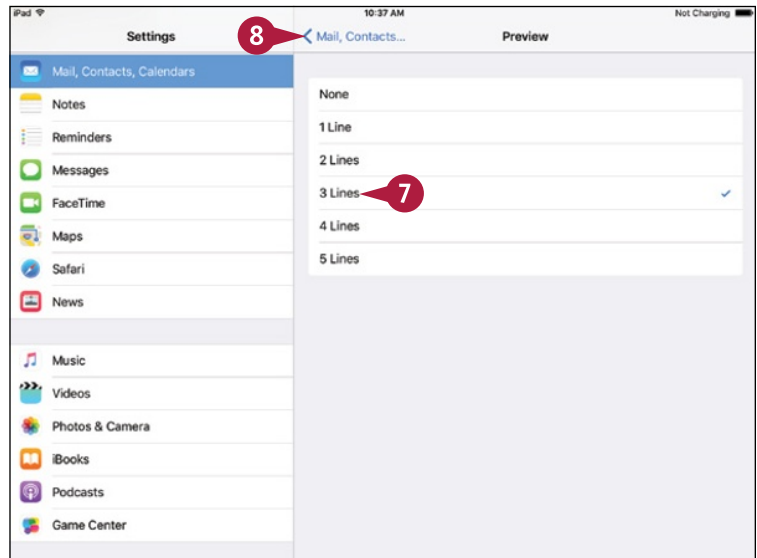 iPad
10:37 AM
Not Charging
Settings
8
Mail, Contacts...
Preview
Mail, Contacts, Calendars
Notes
Reminders
Messages
FaceTime
Maps
Safari
News
Music
Videos
Photos & Camera
iBooks
Podcasts
Game Center
None
1 Line
2 Lines
3 Lines
7
4 Lines
5 Lines